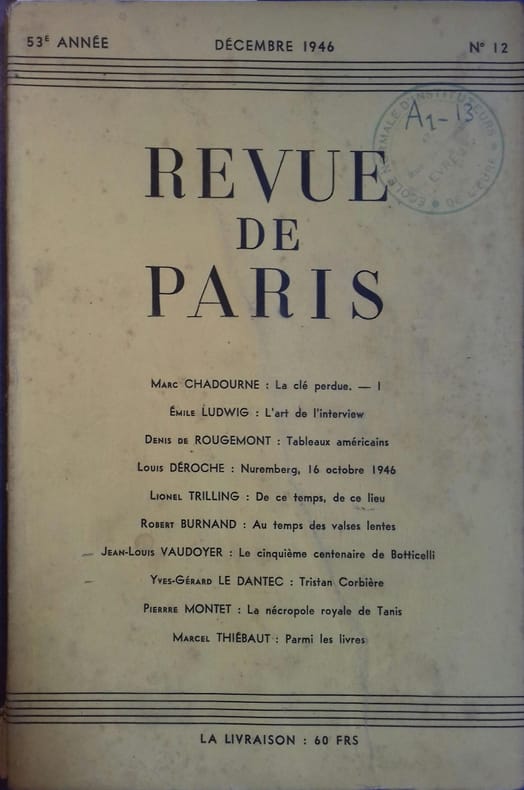 53E ANNÉE DÉCEMBRE 1946 N° 12
ÉCOLE NORMALE D'INSTITUTEURS
A1-13
REVUE
DE
PARIS
Marc CHADOURNE : La clé perdue. — I
Émile LUDWIG : L'art de l'interview
Denis de ROUGEMONT : Tableaux américains
Louis DÉROCHE : Nuremberg, 16 octobre 1946
Lionel TRILLING : De ce temps, de ce lieu
Robert BURNAND : Au temps des valses lentes
Jean-Louis VAUDOYER : Le cinquième centenaire de Botticelli
Yves-Gérard LE DANTEC : Tristan Corbière
Pierrre MONTET : La nécropole royale de Tanis
Marcel THIÉBAUT : Parmi les livres
LA LIVRAISON : 60 FRS